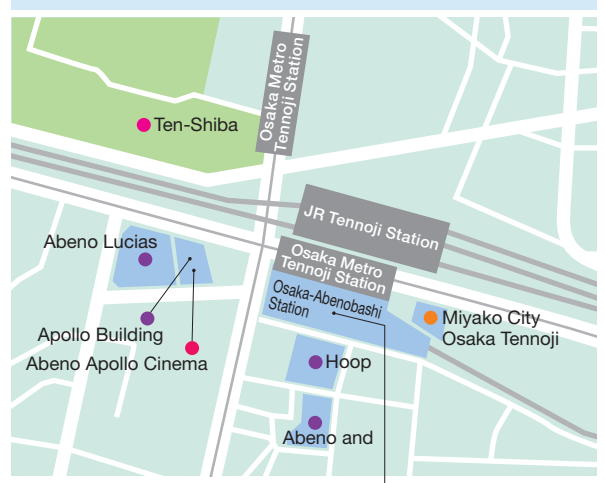 Osaka Metro
Tennoji Station
Ten-Shiba
JR Tennoji Station
Osaka Metro
Tennoji Station
Abeno Lucias
Osaka-Abenobashi
Station
Apollo Building
Miyako City
Osaka Tennoji
Abeno Apollo Cinema
Hoop
Abeno and